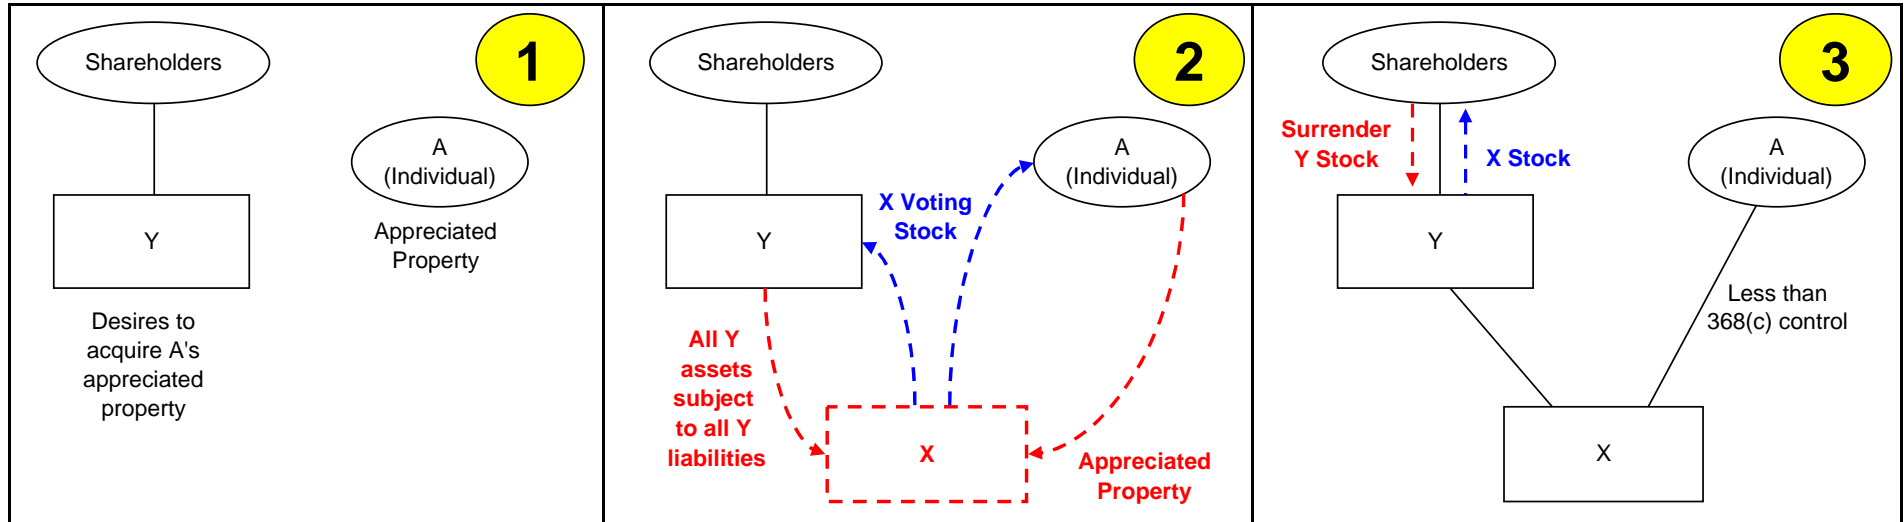 Shareholders
1
A
(Individual)
Y
Appreciated
Property
Desires to
acquire A's
appreciated
property
Shareholders
2
A
(Individual)
X Voting
Stock
Y
All Y
assets
subject
to all Y
liabilities
X
Appreciated
Property
Shareholders
3
Surrender
Y Stock
X Stock
A
(Individual)
Y
Less than
368(c) control
X